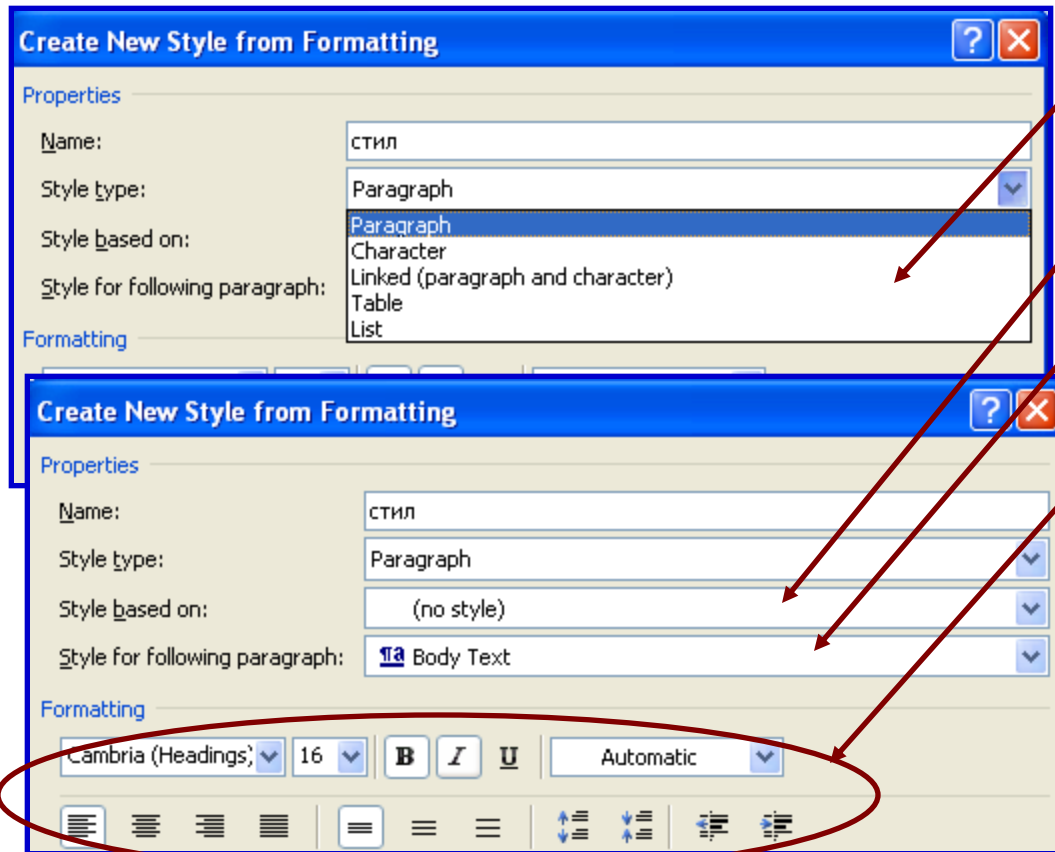 Create New Style from Formatting
Properties
Name: стил
Style type: Paragraph
Paragraph
Character
Style based on:
Linked (paragraph and character)
Style for following paragraph:
Table
List
Formatting
Create New Style from Formatting
Properties
Name: стил
Style type: Paragraph
Style based on: (no style)
Style for following paragraph: ¶a Body Text
Formatting
Cambria (Headings) 16 B I U Automatic